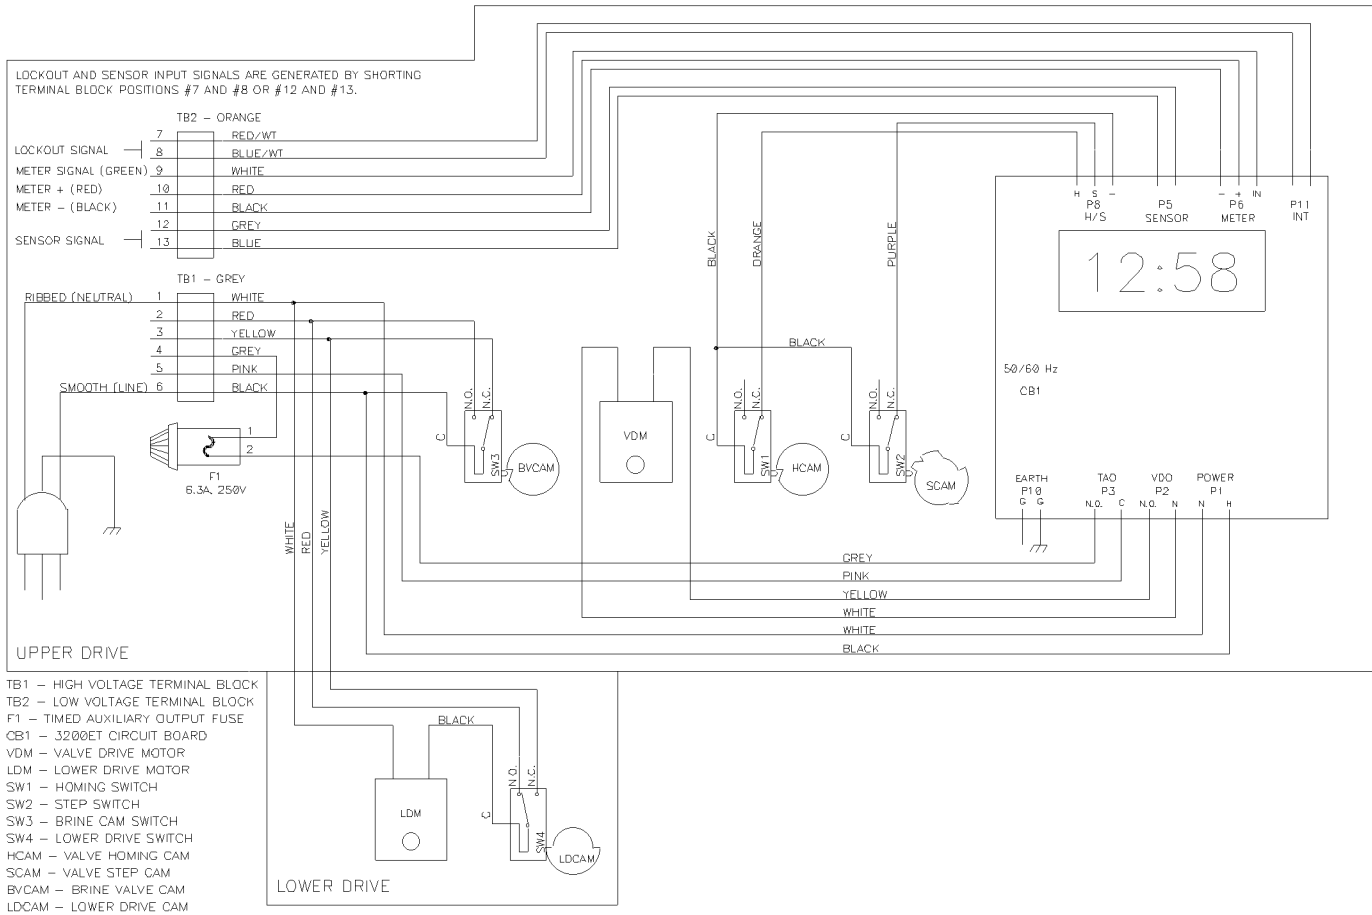 LOCKOUT AND SENSOR INPUT SIGNALS ARE GENERATED BY SHORTING
TERMINAL BLOCK POSITIONS #7 AND #8 OR #12 AND #13.
TB2 – ORANGE
7 RED/WT
LOCKOUT SIGNAL
8 BLUE/WT
METER SIGNAL (GREEN) 9 WHITE
METER + (RED) 10 RED
METER – (BLACK) 11 BLACK
12 GREY
SENSOR SIGNAL
13 BLUE
TB1 – GREY
RIBBED (NEUTRAL) 1 WHITE
2 RED
3 YELLOW
4 GREY
5 PINK
SMOOTH (LINE) 6 BLACK
1
2
F1
6.3A, 250V
N.O.
N.C.
C
SW3
BVCAM
VDM
BLACK
ORANGE
PURPLE
BLACK
N.O.
N.C.
C
SW1
HCAM
N.O.
N.C.
C
SW2
SCAM
H S –
P8
H/S
P5
SENSOR
– + IN
P6
METER
P11
INT
12:58
50/60 Hz
CB1
EARTH
P10
G G
TAO
P3
N.O. C
VDO
P2
N.O. N
POWER
P1
N H
WHITE
RED
YELLOW
GREY
PINK
YELLOW
WHITE
WHITE
BLACK
UPPER DRIVE
TB1 – HIGH VOLTAGE TERMINAL BLOCK
TB2 – LOW VOLTAGE TERMINAL BLOCK
F1 – TIMED AUXILIARY OUTPUT FUSE
CB1 – 3200ET CIRCUIT BOARD
VDM – VALVE DRIVE MOTOR
LDM – LOWER DRIVE MOTOR
SW1 – HOMING SWITCH
SW2 – STEP SWITCH
SW3 – BRINE CAM SWITCH
SW4 – LOWER DRIVE SWITCH
HCAM – VALVE HOMING CAM
SCAM – VALVE STEP CAM
BVCAM – BRINE VALVE CAM
LDCAM – LOWER DRIVE CAM
BLACK
N.O.
N.C.
C
SW4
LDM
LDCAM
LOWER DRIVE